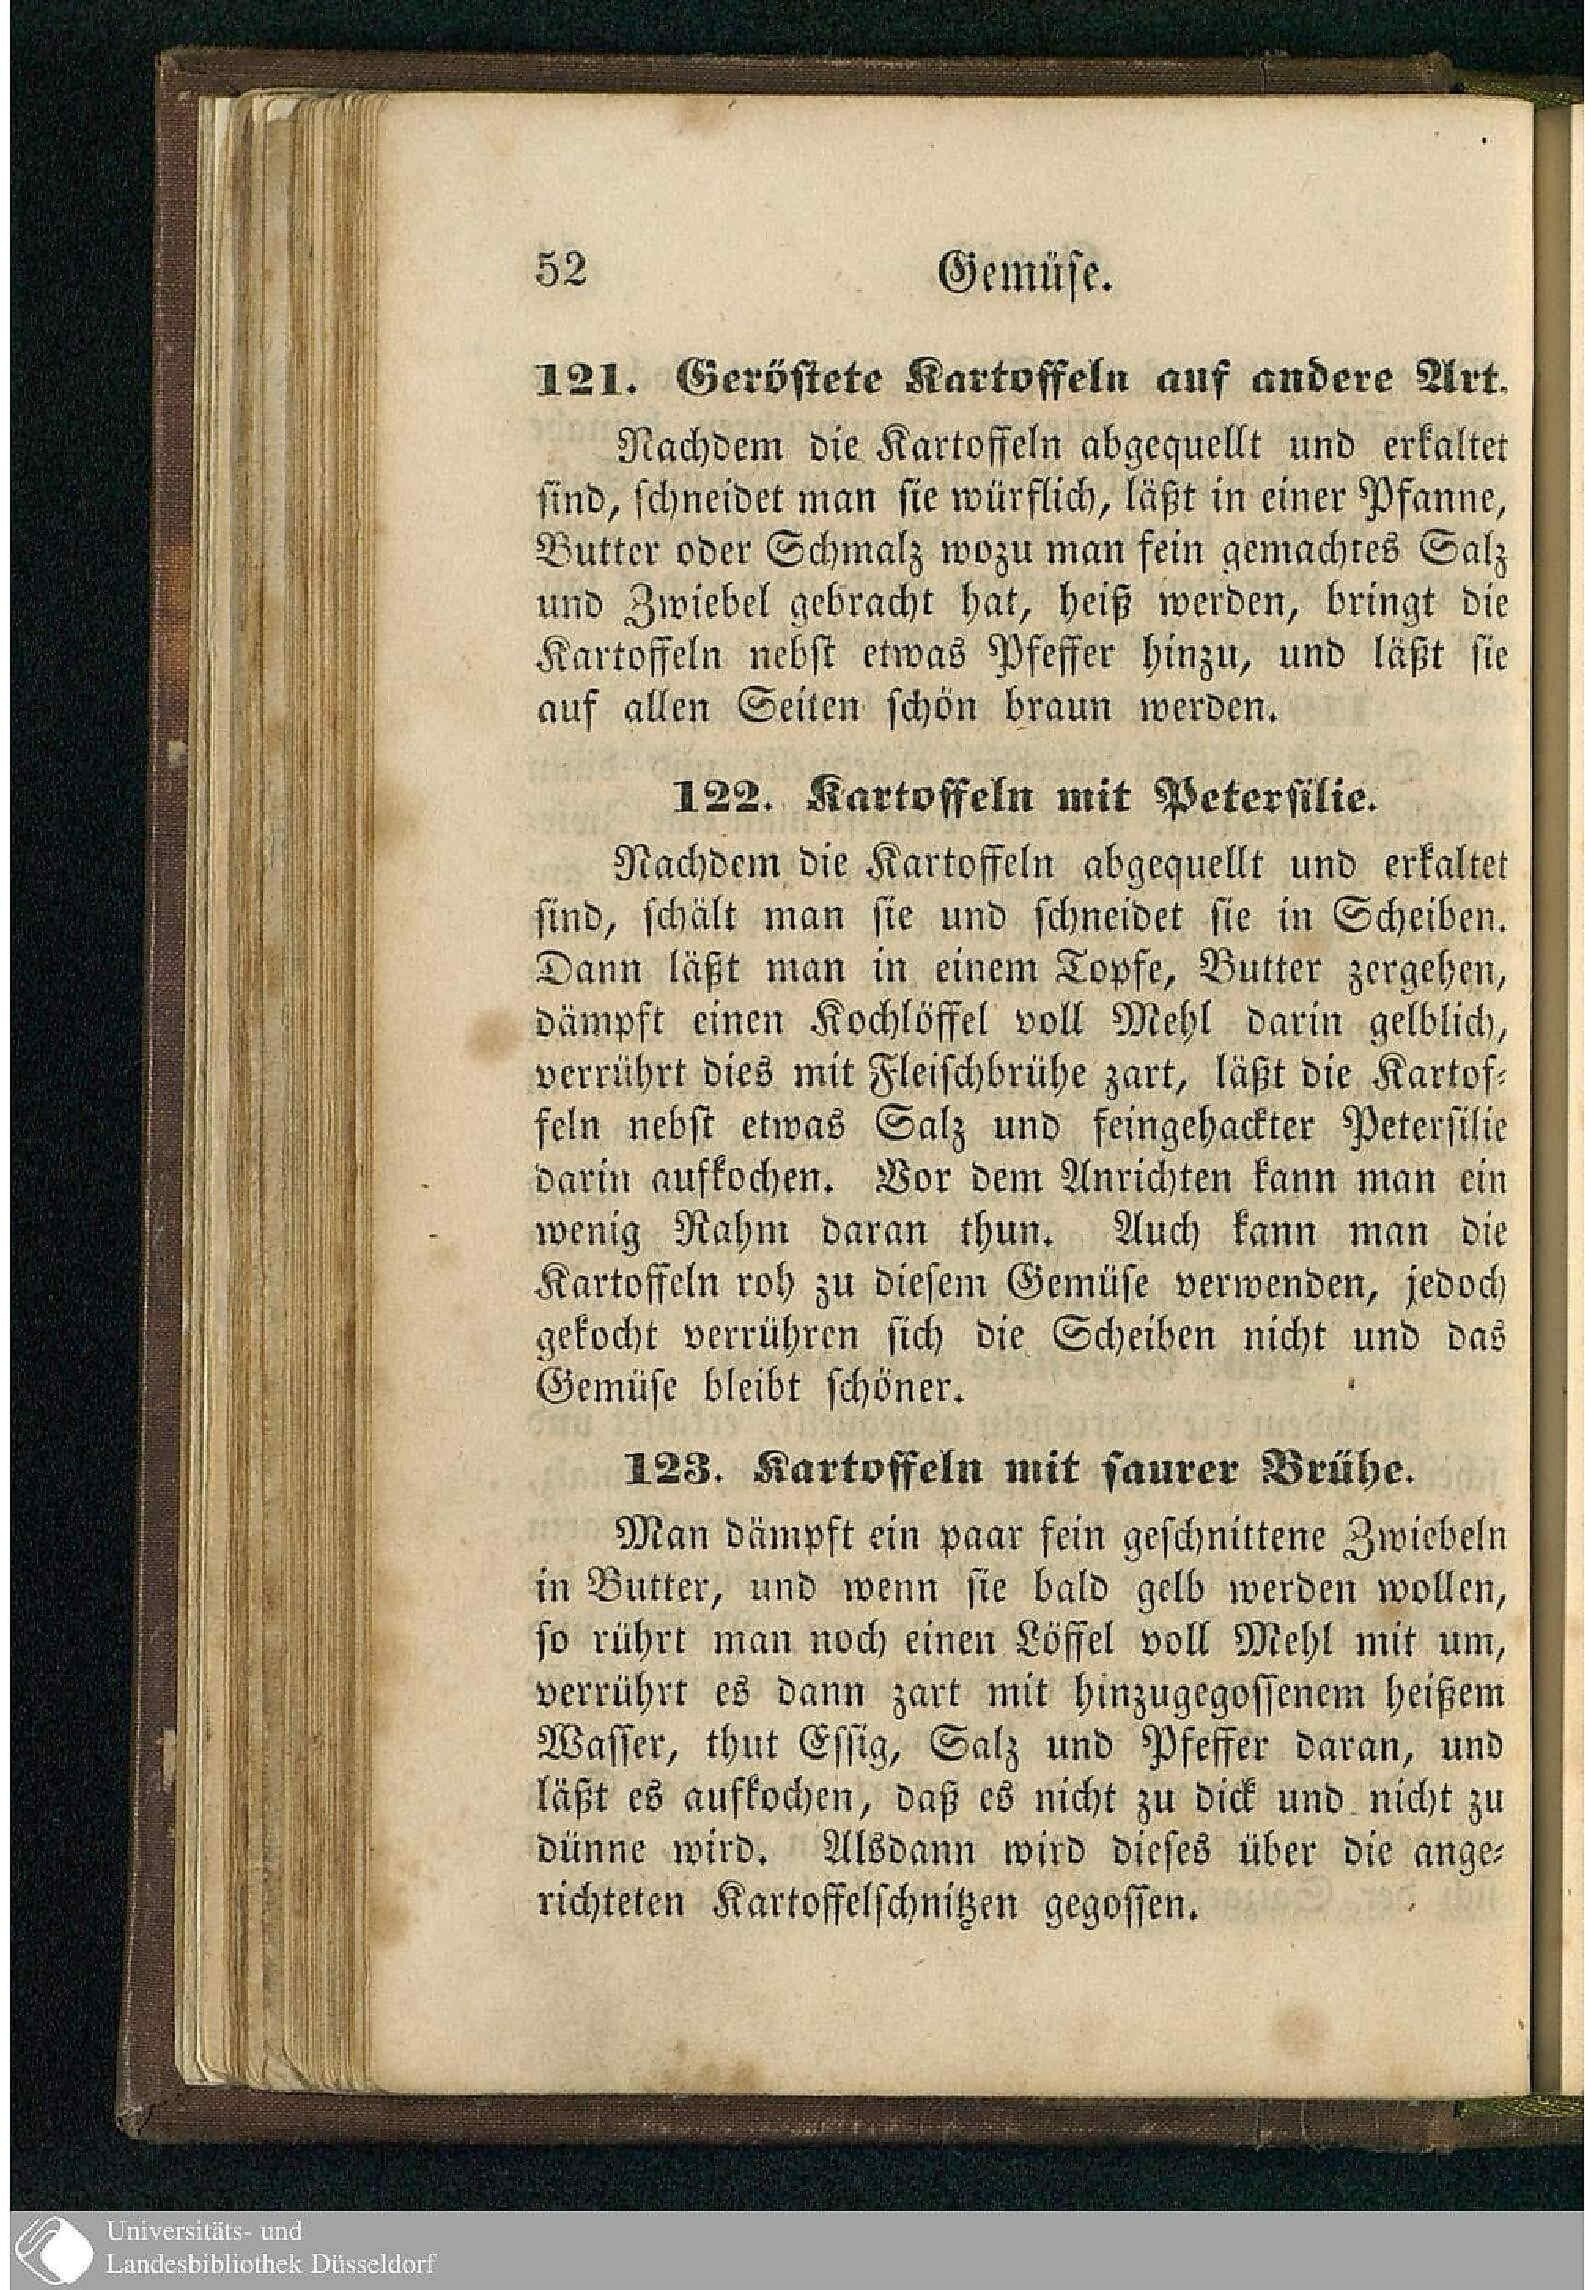 52
Gemüse.
121. Geröstete Kartoffeln auf andere Art.
Nachdem die Kartoffeln abgequellt und erkaltet
sind, schneidet man sie würflich, läßt in einer Pfanne,
Butter oder Schmalz wozu man fein gemachtes Salz
und Zwiebel gebracht hat, heiß werden, bringt die
Kartoffeln nebst etwas Pfeffer hinzu, und läßt sie
auf allen Seiten schön braun werden.
122. Kartoffeln mit Petersilie.
Nachdem die Kartoffeln abgequellt und erkaltet
sind, schält man sie und schneidet sie in Scheiben.
Dann läßt man in einem Topfe, Butter zergehen,
dämpft einen Kochlöffel voll Mehl darin gelblich,
verrührt dies mit Fleischbrühe zart, läßt die Kartof-
feln nebst etwas Salz und feingehackter Petersilie
darin aufkochen. Vor dem Anrichten kann man ein
wenig Rahm daran thun. Auch kann man die
Kartoffeln roh zu diesem Gemüse verwenden, jedoch
gekocht verrühren sich die Scheiben nicht und das
Gemüse bleibt schöner.
123. Kartoffeln mit saurer Brühe.
Man dämpft ein paar fein geschnittene Zwiebeln
in Butter, und wenn sie bald gelb werden wollen,
so rührt man noch einen Löffel voll Mehl mit um,
verrührt es dann zart mit hinzugegossenem heißem
Wasser, thut Essig, Salz und Pfeffer daran, und
läßt es aufkochen, daß es nicht zu dick und nicht zu
dünne wird. Alsdann wird dieses über die ange-
richteten Kartoffelschnitzen gegossen.
Universitäts- und
Landesbibliothek Düsseldorf